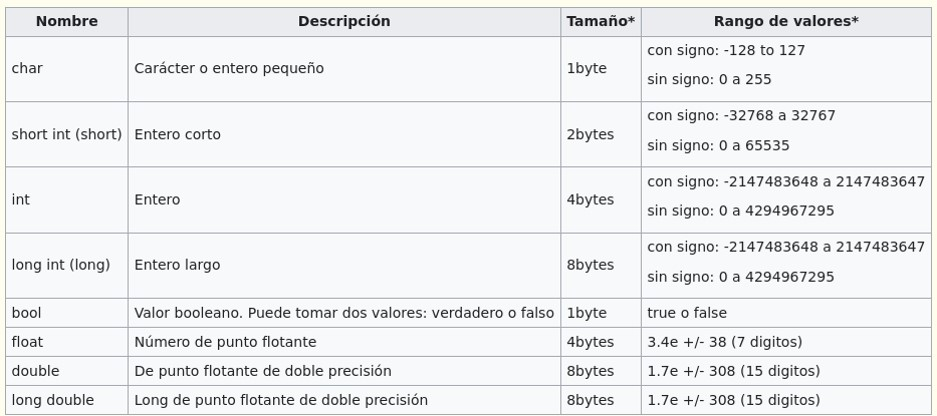 Nombre Descripción Tamaño* Rango de valores*
char Carácter o entero pequeño 1byte con signo: -128 to 127
sin signo: 0 a 255
short int (short) Entero corto 2bytes con signo: -32768 a 32767
sin signo: 0 a 65535
int Entero 4bytes con signo: -2147483648 a 2147483647
sin signo: 0 a 4294967295
long int (long) Entero largo 8bytes con signo: -2147483648 a 2147483647
sin signo: 0 a 4294967295
bool Valor booleano. Puede tomar dos valores: verdadero o falso 1byte true o false
float Número de punto flotante 4bytes 3.4e +/- 38 (7 digitos)
double De punto flotante de doble precisión 8bytes 1.7e +/- 308 (15 digitos)
long double Long de punto flotante de doble precisión 8bytes 1.7e +/- 308 (15 digitos)